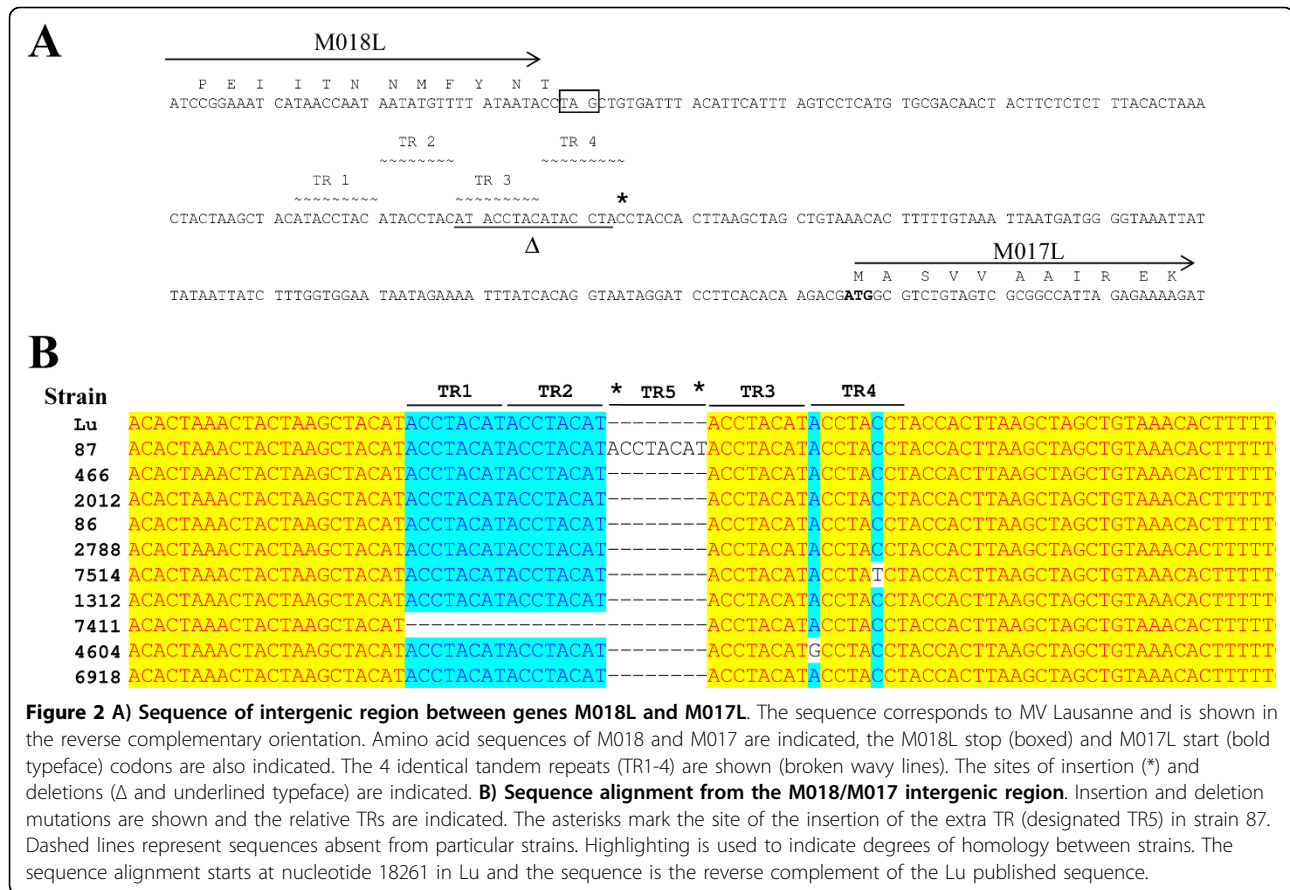 A
M018L
P E I I T N N M F Y N T
ATCCGGAAAT CATAACCAAT AATATGTTTT ATAATACCTAG CTGTGATTT ACATTCATTT AGTCCTCATG TGCGACAACT ACTTCTCTCT TTACACTAAA
TR 2 TR 4
~~~~~~~~ ~~~~~~~~~
TR 1 TR 3 *
~~~~~~~~~ ~~~~~~~~~
CTACTAAGCT ACATACCTAC ATACCTACAT ACCTACATAC CTACCTACCA CTTAAGCTAG CTGTAAACAC TTTTTGTAAA TTAATGATGG GGTAAATTAT
Δ
M017L
M A S V V A A I R E K
TATAATTATC TTTGGTGGAA TAATAGAAAA TTTATCACAG GTAATAGGAT CCTTCACACA AGACGATGGC GTCTGTAGTC GCGGCCATTA GAGAAAAGAT
B
Strain TR1 TR2 * TR5 * TR3 TR4
Lu ACACTAAACTACTAAGCTACATACCTACATACCTACAT--------ACCTACATACCTACCTACCACTTAAGCTAGCTGTAAACACTTTTT
87 ACACTAAACTACTAAGCTACATACCTACATACCTACATACCTACATACCTACATACCTACCTACCACTTAAGCTAGCTGTAAACACTTTTT
466 ACACTAAACTACTAAGCTACATACCTACATACCTACAT--------ACCTACATACCTACCTACCACTTAAGCTAGCTGTAAACACTTTTT
2012 ACACTAAACTACTAAGCTACATACCTACATACCTACAT--------ACCTACATACCTACCTACCACTTAAGCTAGCTGTAAACACTTTTT
86 ACACTAAACTACTAAGCTACATACCTACATACCTACAT--------ACCTACATACCTACCTACCACTTAAGCTAGCTGTAAACACTTTTT
2788 ACACTAAACTACTAAGCTACATACCTACATACCTACAT--------ACCTACATACCTACCTACCACTTAAGCTAGCTGTAAACACTTTTT
7514 ACACTAAACTACTAAGCTACATACCTACATACCTACAT--------ACCTACATACCTATCTACCACTTAAGCTAGCTGTAAACACTTTTT
1312 ACACTAAACTACTAAGCTACATACCTACATACCTACAT--------ACCTACATACCTACCTACCACTTAAGCTAGCTGTAAACACTTTTT
7411 ACACTAAACTACTAAGCTACAT------------------------ACCTACATACCTACCTACCACTTAAGCTAGCTGTAAACACTTTTT
4604 ACACTAAACTACTAAGCTACATACCTACATACCTACAT--------ACCTACATGCCTACCTACCACTTAAGCTAGCTGTAAACACTTTTT
6918 ACACTAAACTACTAAGCTACATACCTACATACCTACAT--------ACCTACATACCTACCTACCACTTAAGCTAGCTGTAAACACTTTTT
Figure 2 A) Sequence of intergenic region between genes M018L and M017L. The sequence corresponds to MV Lausanne and is shown in
the reverse complementary orientation. Amino acid sequences of M018 and M017 are indicated, the M018L stop (boxed) and M017L start (bold
typeface) codons are also indicated. The 4 identical tandem repeats (TR1-4) are shown (broken wavy lines). The sites of insertion (*) and
deletions (Δ and underlined typeface) are indicated. B) Sequence alignment from the M018/M017 intergenic region. Insertion and deletion
mutations are shown and the relative TRs are indicated. The asterisks mark the site of the insertion of the extra TR (designated TR5) in strain 87.
Dashed lines represent sequences absent from particular strains. Highlighting is used to indicate degrees of homology between strains. The
sequence alignment starts at nucleotide 18261 in Lu and the sequence is the reverse complement of the Lu published sequence.